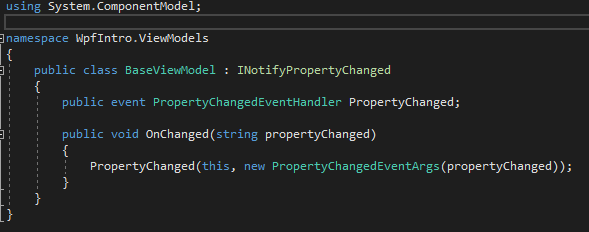 using System.ComponentModel;
namespace WpfIntro.ViewModels
{
public class BaseViewModel : INotifyPropertyChanged
{
public event PropertyChangedEventHandler PropertyChanged;
public void OnChanged(string propertyChanged)
{
PropertyChanged(this, new PropertyChangedEventArgs(propertyChanged));
}
}
}